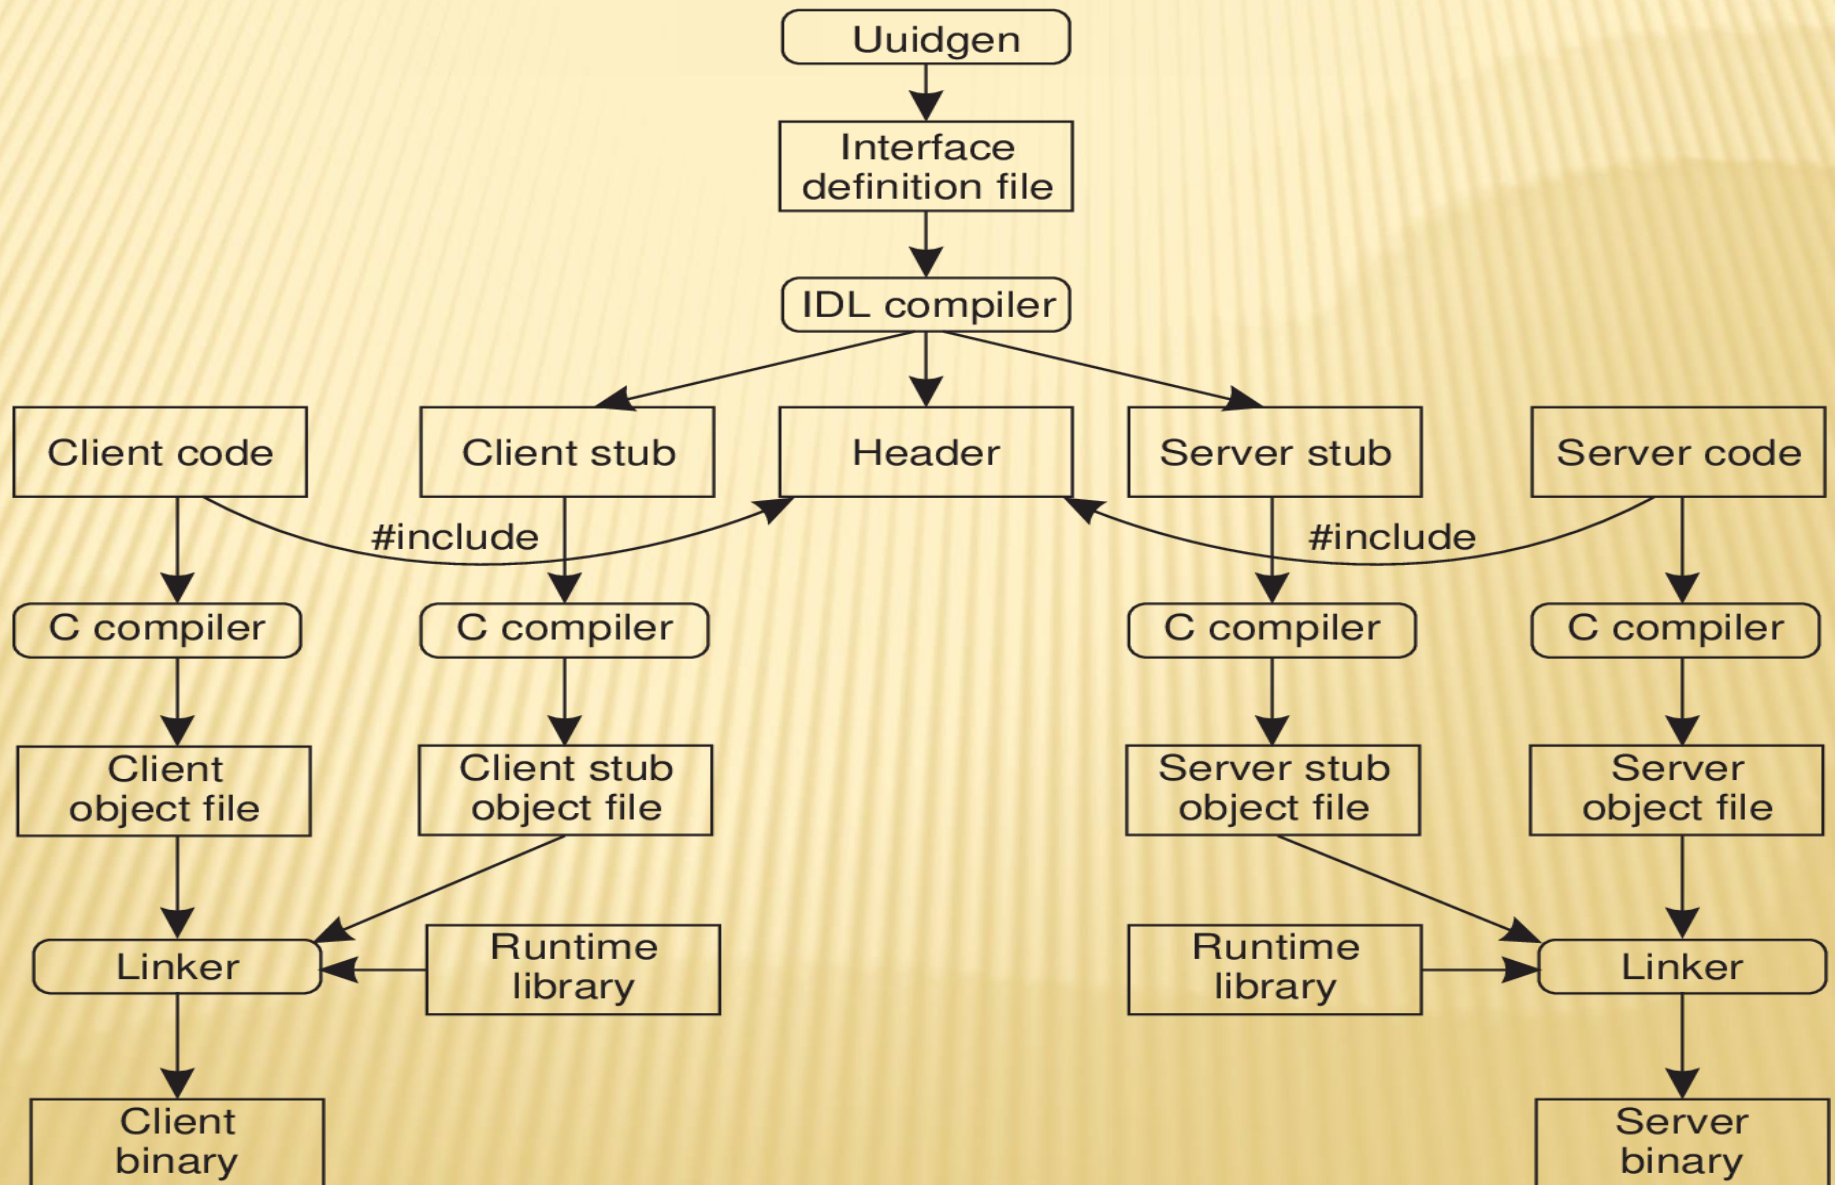 Uuidgen
Interface
definition file
IDL compiler
Client code
Client stub
Header
Server stub
Server code
#include
#include
C compiler
C compiler
C compiler
C compiler
Client
object file
Client stub
object file
Server stub
object file
Server
object file
Linker
Runtime
library
Runtime
library
Linker
Client
binary
Server
binary